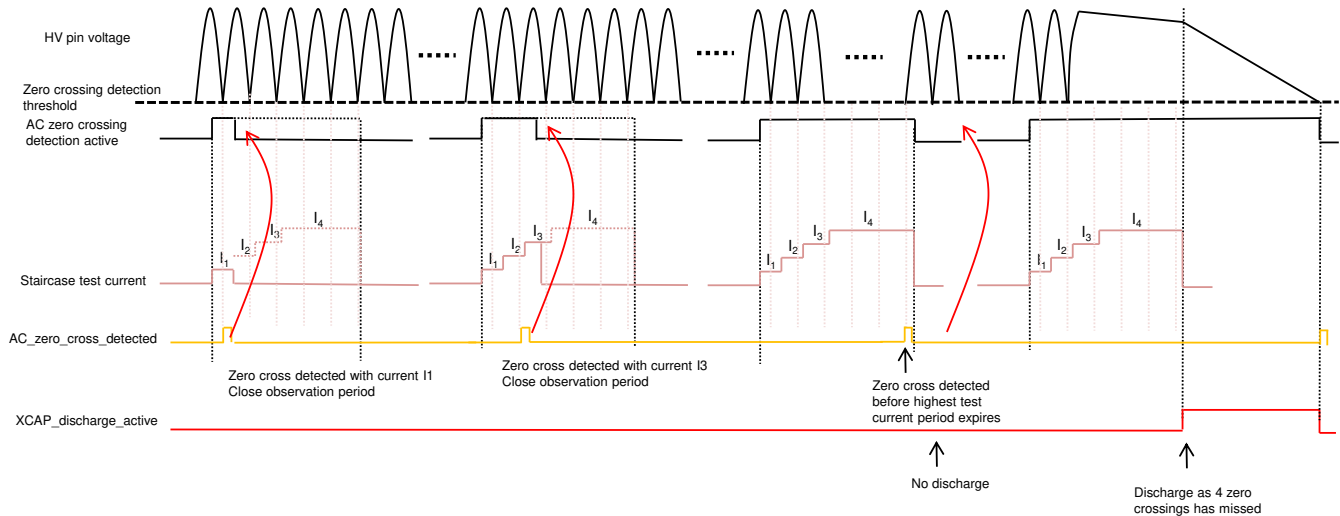 HV pin voltage
Zero crossing detection
threshold
AC zero crossing
detection active
I1
I2
I3
I4
I1
I2
I3
I4
I1
I2
I3
I4
I1
I2
I3
I4
Staircase test current
AC_zero_cross_detected
Zero cross detected with current I1
Close observation period
Zero cross detected with current I3
Close observation period
Zero cross detected
before highest test
current period expires
XCAP_discharge_active
No discharge
Discharge as 4 zero
crossings has missed